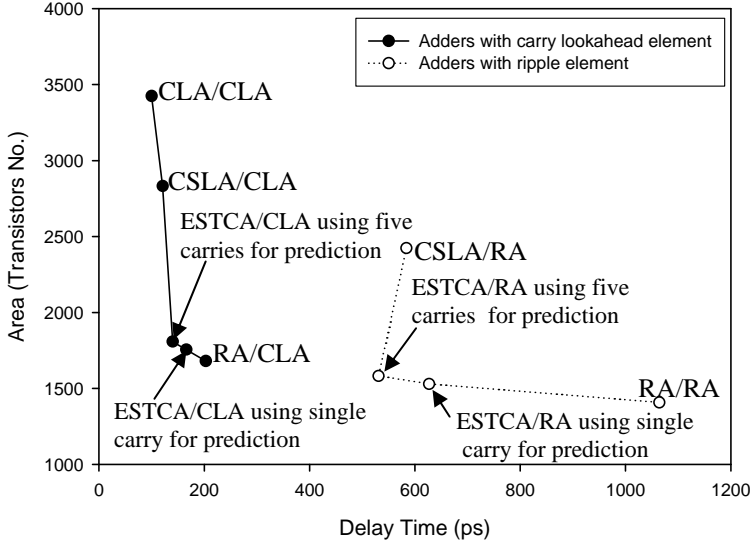 4000
3500
3000
2500
2000
1500
1000
Area (Transistors No.)
0
200
400
600
800
1000
1200
Delay Time (ps)
Adders with carry lookahead element
Adders with ripple element
CLA/CLA
CSLA/CLA
ESTCA/CLA using five
carries for prediction
RA/CLA
ESTCA/CLA using single
carry for prediction
CSLA/RA
ESTCA/RA using five
carries for prediction
RA/RA
ESTCA/RA using single
carry for prediction